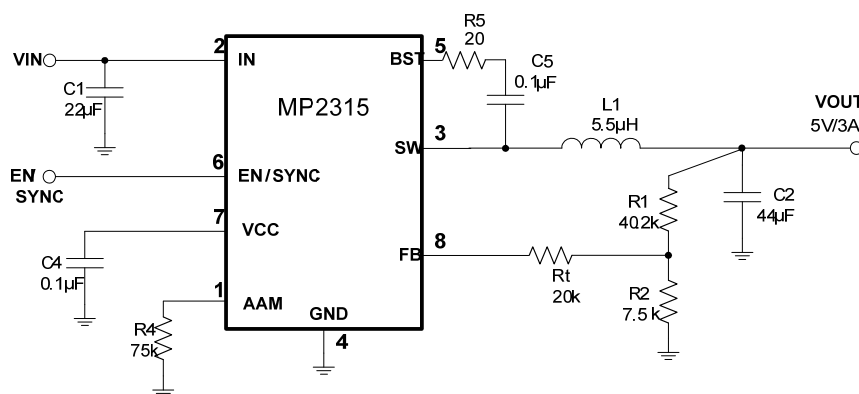 R5
20
5
BST
C5
0.1µF
2
IN
VIN
C1
22µF
MP2315
L1
5.5µH
VOUT
5V/3A
3
SW
6
EN/SYNC
EN'
SYNC
R1
40.2k
C2
44µF
7
VCC
C4
0.1µF
8
FB
Rt
20k
R2
7.5k
1
AAM
R4
75k
GND
4